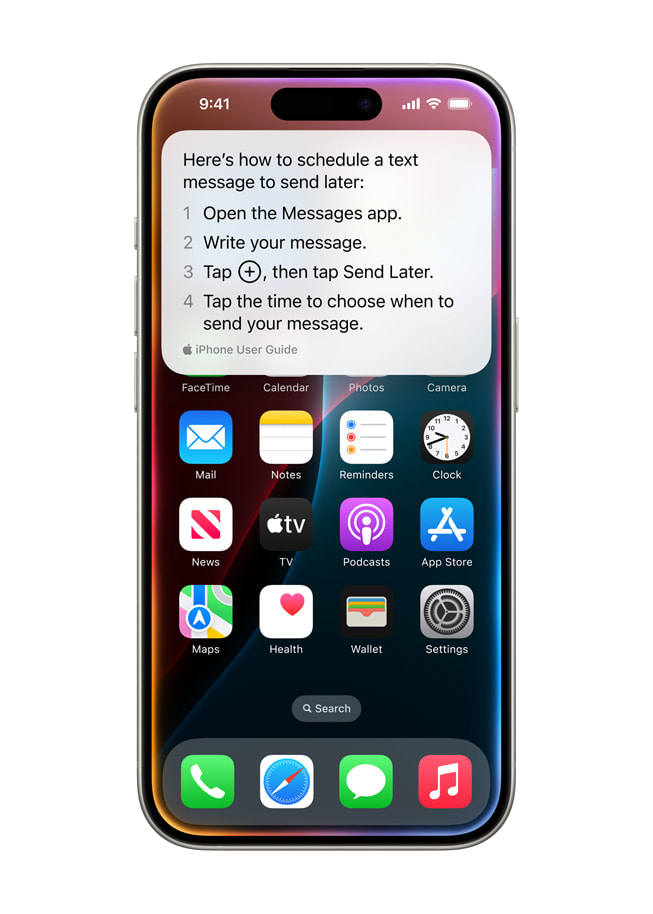 9:41
Here's how to schedule a text
message to send later:
1 Open the Messages app.
2 Write your message.
3 Tap +, then tap Send Later.
4 Tap the time to choose when to
send your message.
iPhone User Guide
FaceTime Calendar Photos Camera
Mail Notes Reminders Clock
tv
News TV Podcasts App Store
Maps Health Wallet Settings
Search